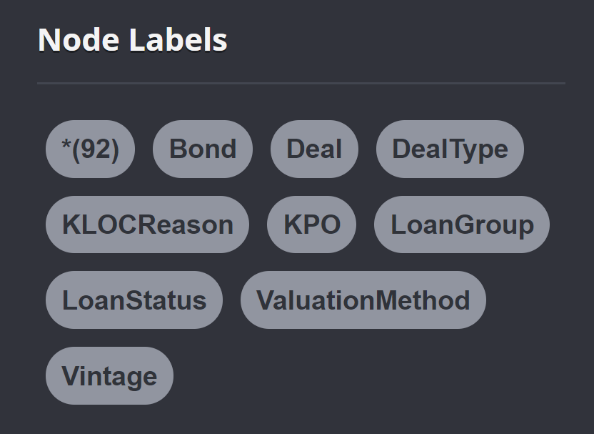 Node Labels
*(92) Bond Deal DealType
KLOCReason KPO LoanGroup
LoanStatus ValuationMethod
Vintage